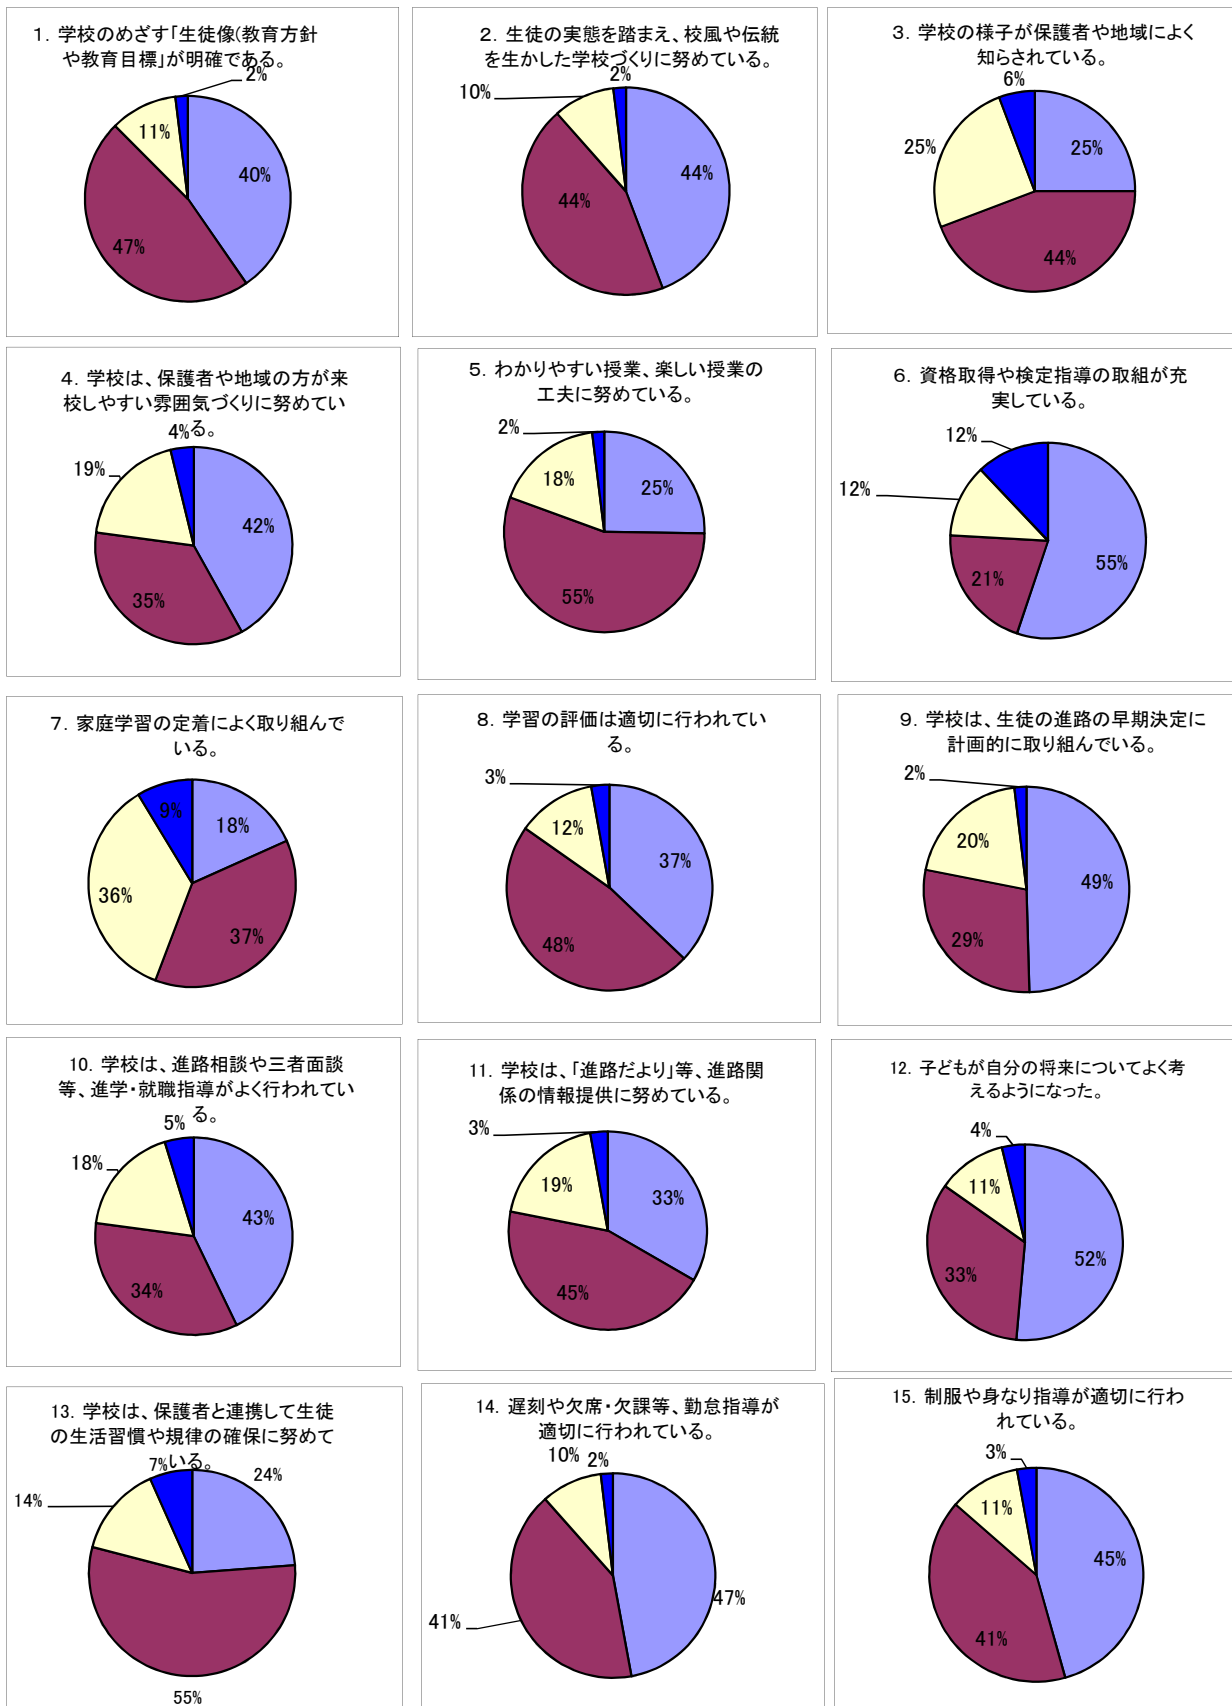 1．学校のめざす「生徒像（教育方針
や教育目標」が明確である。
2%
11%
40%
47%
2．生徒の実態を踏まえ、校風や伝統
を生かした学校づくりに努めている。
2%
10%
44%
44%
3．学校の様子が保護者や地域によく
知らされている。
6%
25%
25%
44%
4．学校は、保護者や地域の方が来
校しやすい雰囲気づくりに努めてい
る。
4%
19%
42%
35%
5．わかりやすい授業、楽しい授業の
工夫に努めている。
2%
18%
25%
55%
6．資格取得や検定指導の取組が充
実している。
12%
12%
55%
21%
7．家庭学習の定着によく取り組んで
いる。
9%
18%
36%
37%
8．学習の評価は適切に行われてい
る。
3%
12%
37%
48%
9．学校は、生徒の進路の早期決定に
計画的に取り組んでいる。
2%
20%
49%
29%
10．学校は、進路相談や三者面談
等、進学・就職指導がよく行われてい
る。
5%
18%
43%
34%
11．学校は、「進路だより」等、進路関
係の情報提供に努めている。
3%
19%
33%
45%
12．子どもが自分の将来についてよく考
えるようになった。
4%
11%
52%
33%
13．学校は、保護者と連携して生徒
の生活習慣や規律の確保に努めて
いる。
7%
24%
14%
55%
14．遅刻や欠席・欠課等、勤怠指導が
適切に行われている。
10%
2%
47%
41%
15．制服や身なり指導が適切に行わ
れている。
3%
11%
45%
41%